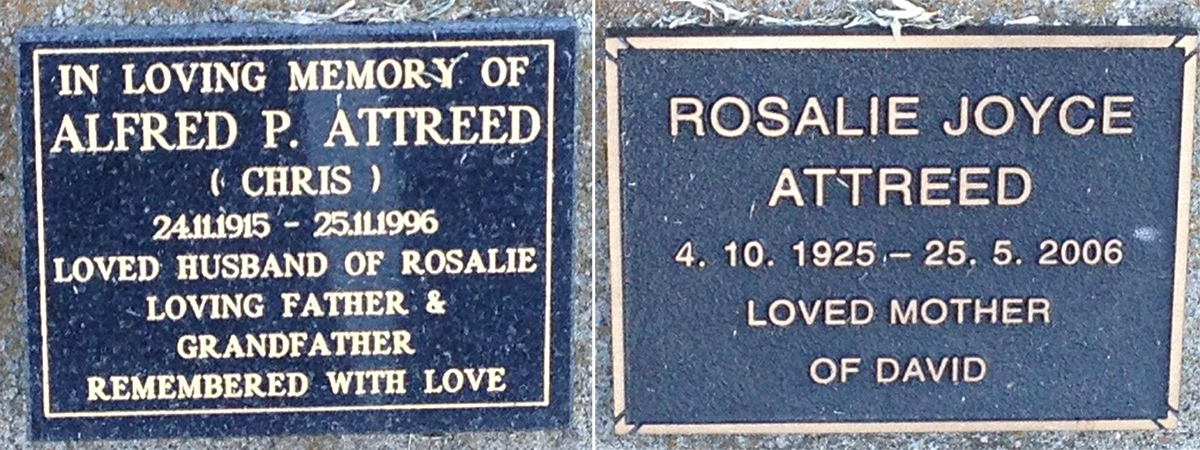 IN LOVING MEMORY OF
ALFRED P. ATTREED
( CHRIS )
24.11.1915 - 25.11.1996
LOVED HUSBAND OF ROSALIE
LOVING FATHER &
GRANDFATHER
REMEMBERED WITH LOVE
ROSALIE JOYCE
ATTREED
4. 10. 1925 – 25. 5. 2006
LOVED MOTHER
OF DAVID